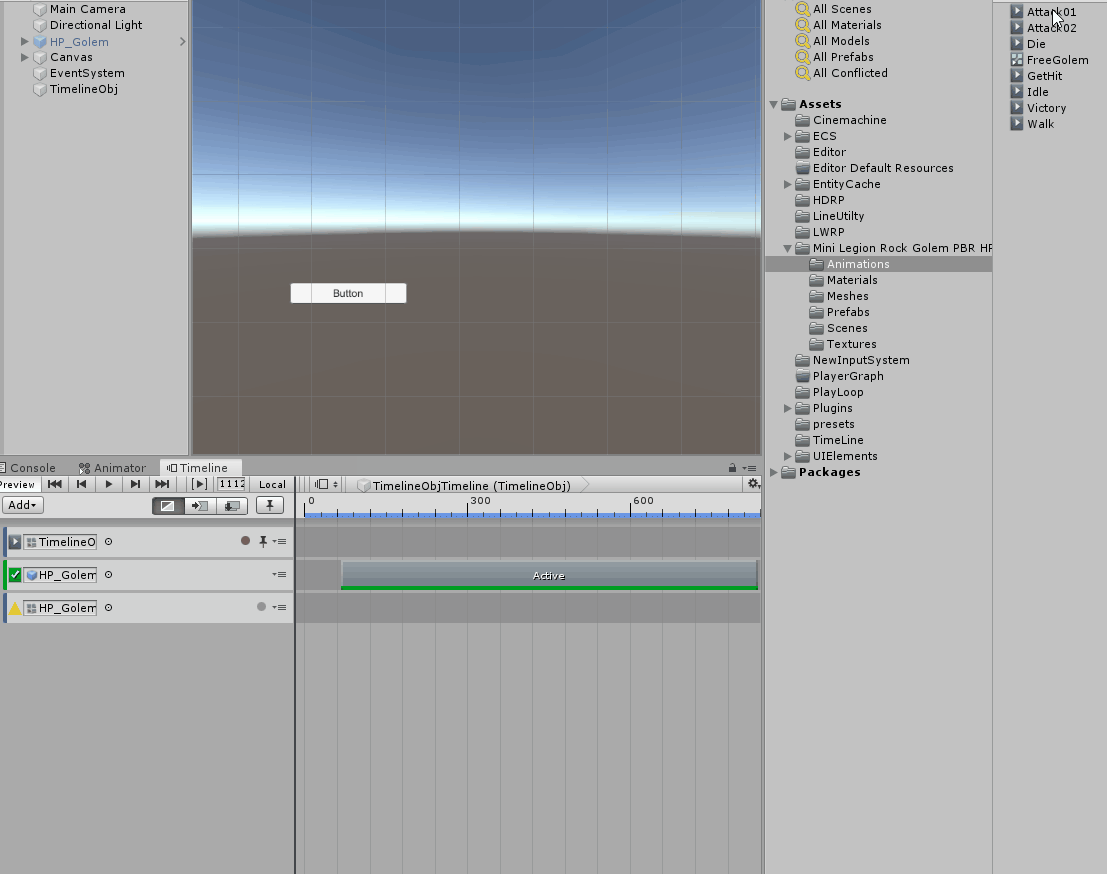 Main Camera
Directional Light
HP_Golem
Canvas
EventSystem
TimelineObj
Button
All Scenes
All Materials
All Models
All Prefabs
All Conflicted
Assets
Cinemachine
ECS
Editor
Editor Default Resources
EntityCache
HDRP
LineUtilty
LWRP
Mini Legion Rock Golem PBR HP
Animations
Materials
Meshes
Prefabs
Scenes
Textures
NewInputSystem
PlayerGraph
PlayLoop
Plugins
presets
TimeLine
UIElements
Packages
Attack01
Attack02
Die
FreeGolem
GetHit
Idle
Victory
Walk
Console
Animator
Timeline
Preview
1112
Local
TimelineObjTimeline (TimelineObj)
Add
0
300
600
TimelineO
HP_Golem
Active
HP_Golem